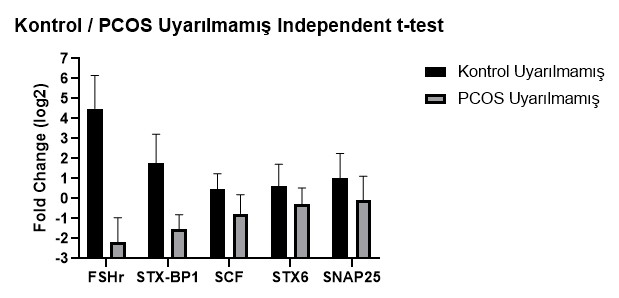 Kontrol / PCOS Uyarılmamış Independent t-test
Fold Change (log2)
7
6
5
4
3
2
1
0
-1
-2
-3
FSHr STX-BP1 SCF STX6 SNAP25
Kontrol Uyarılmamış
PCOS Uyarılmamış